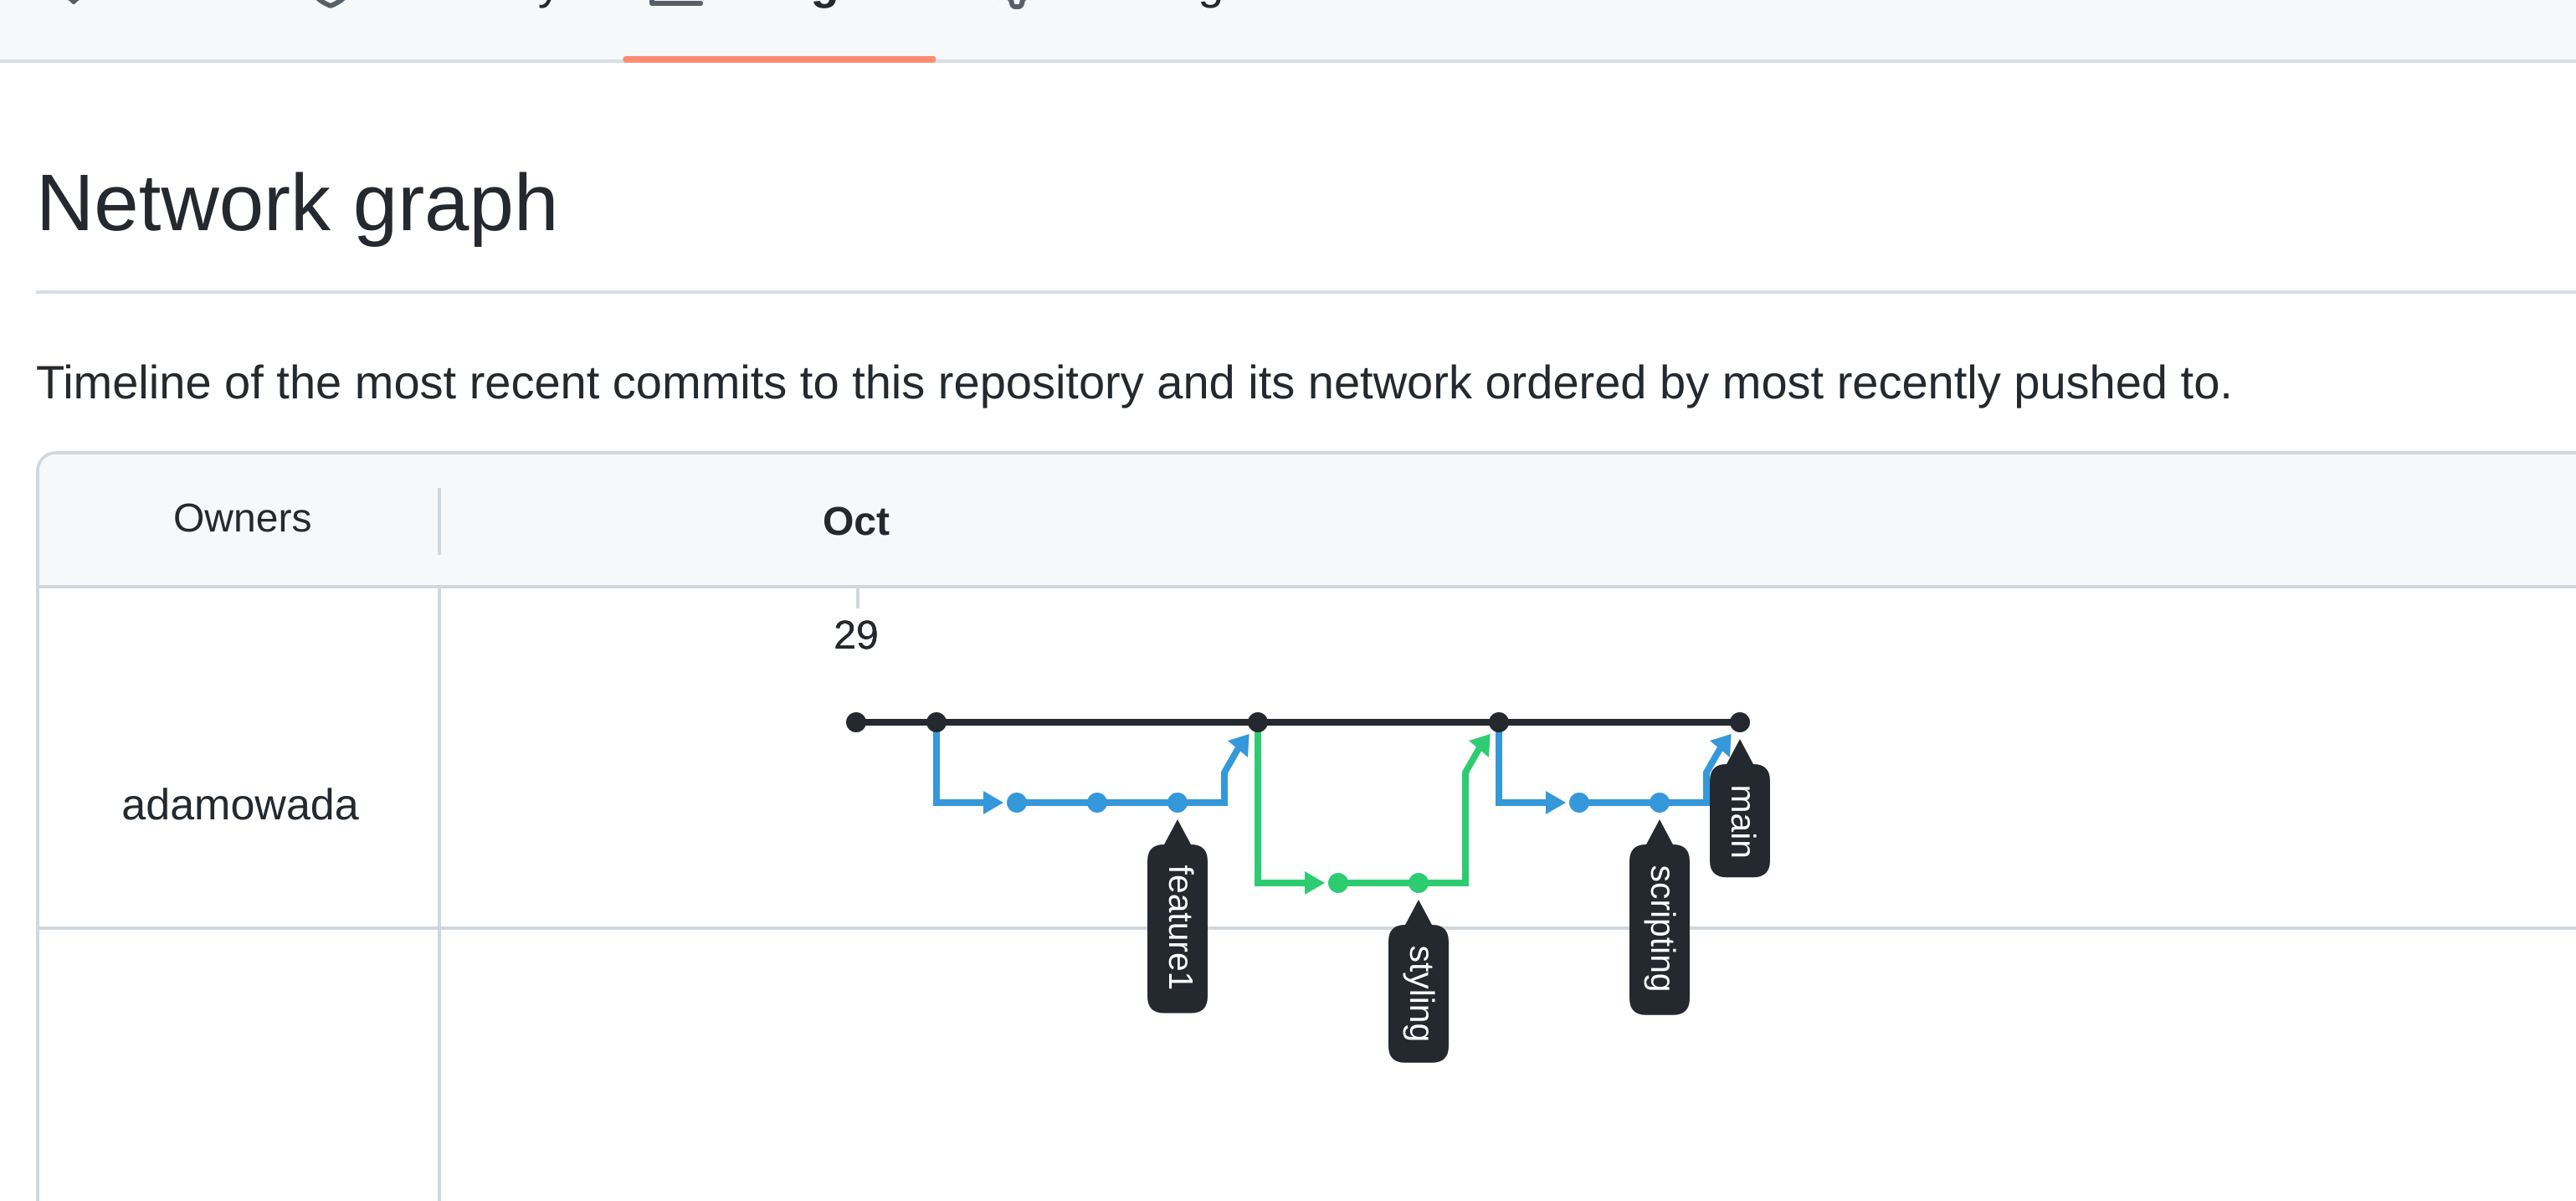 Network graph
Timeline of the most recent commits to this repository and its network ordered by most recently pushed to.
Owners
Oct
29
adamowada
main
feature1
scripting
styling